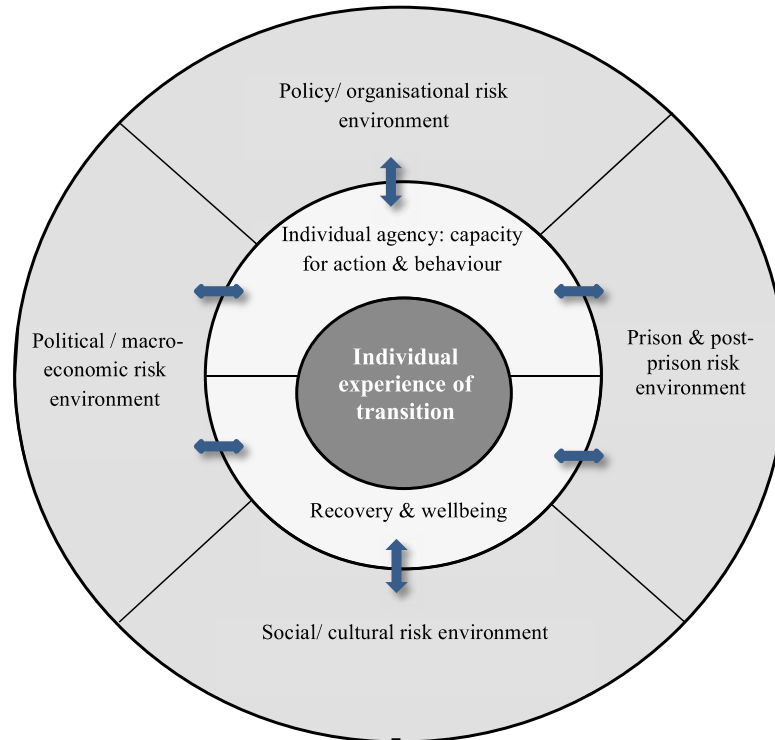 Policy/ organisational risk
environment
Individual agency: capacity
for action & behaviour
Political / macro-
economic risk
environment
Individual
experience of
transition
Prison & post-
prison risk
environment
Recovery & wellbeing
Social/ cultural risk environment